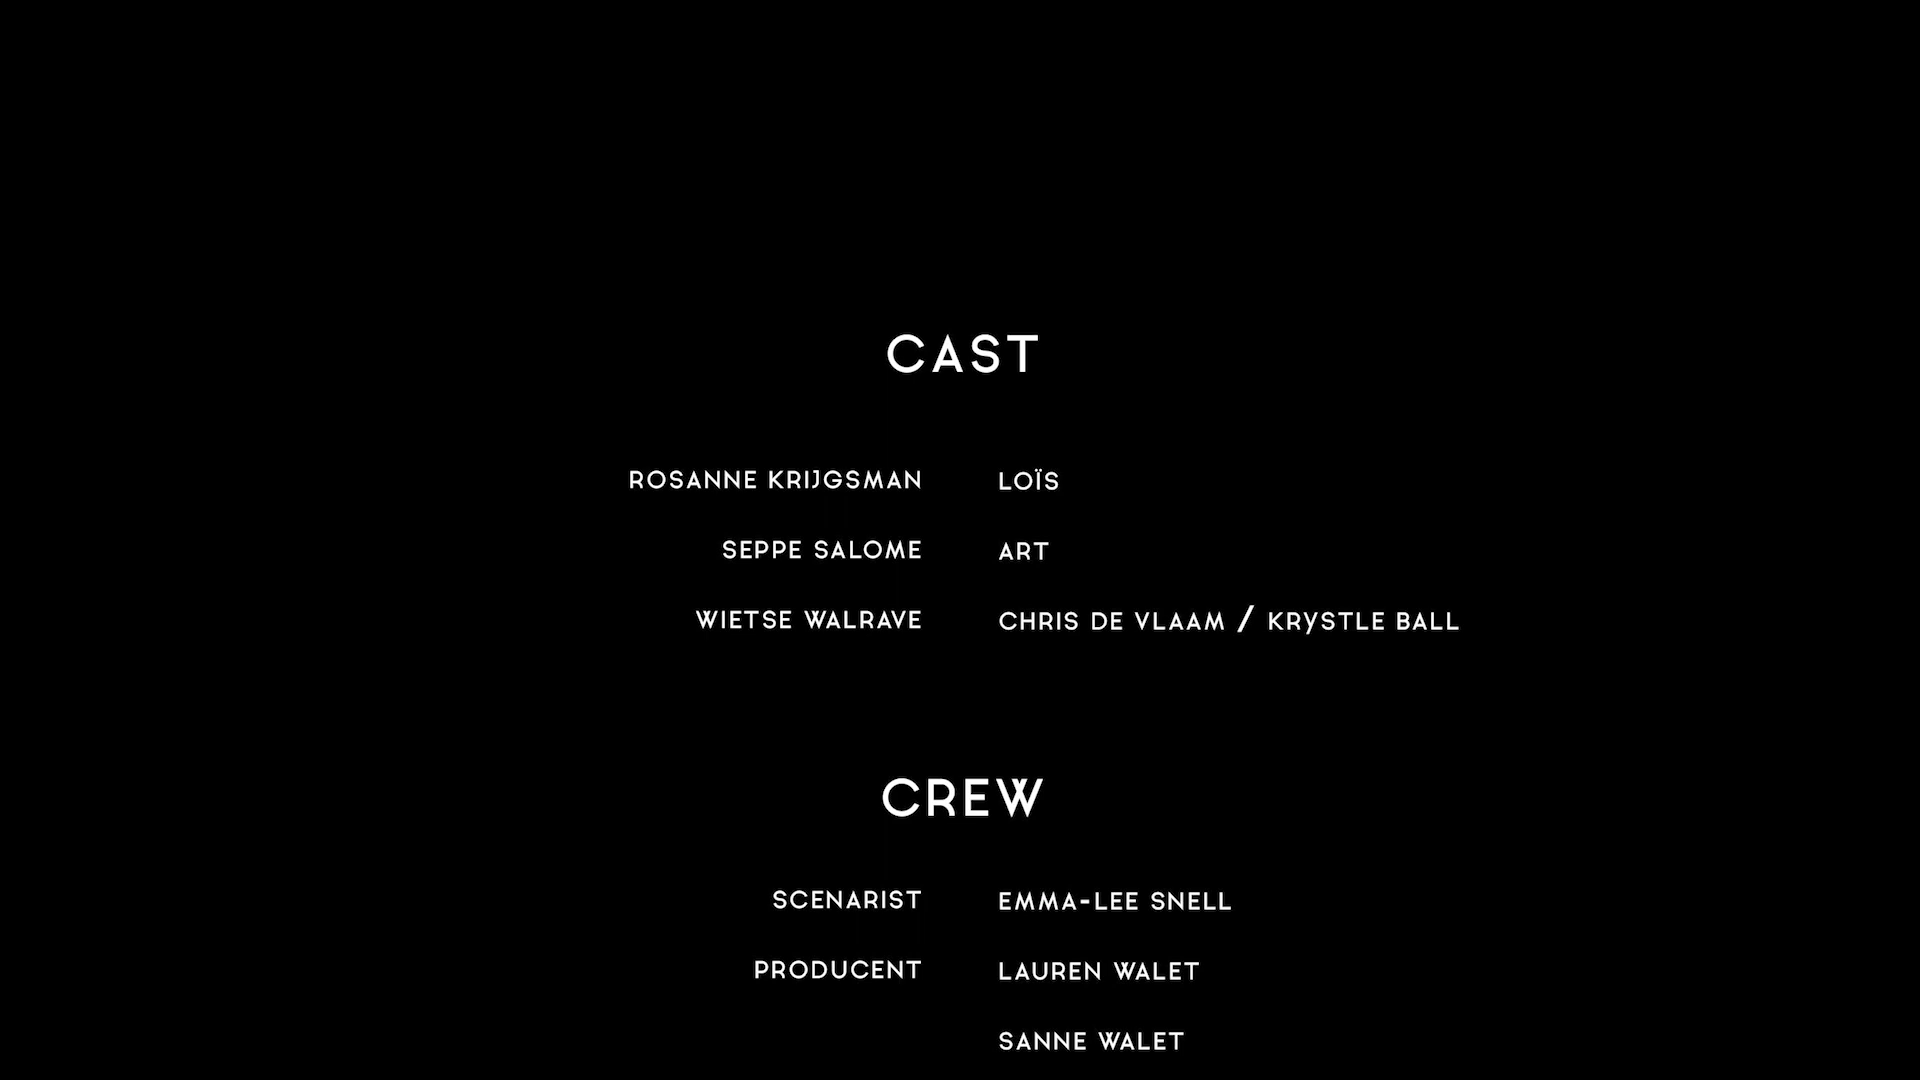 CAST
ROSANNE KRIJGSMAN LOÏS
SEPPE SALOME ART
WIETSE WALRAVE CHRIS DE VLAAM / KRYSTLE BALL
CREW
SCENARIST EMMA-LEE SNELL
PRODUCENT LAUREN WALET
SANNE WALET